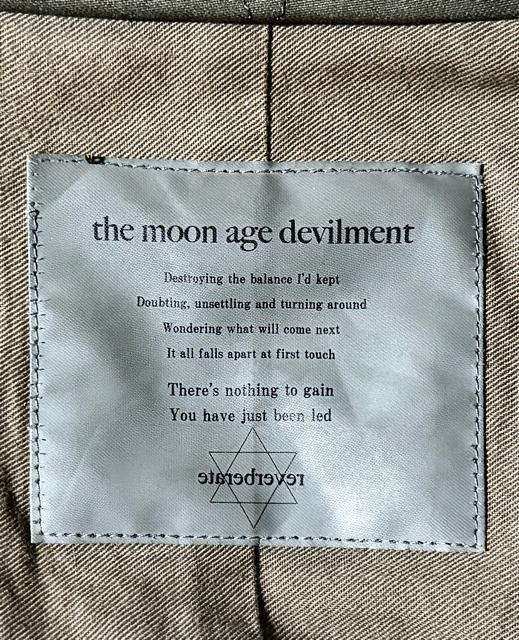 the moon age devilment
Destroying the balance I'd kept
Doubting, unsettling and turning around
Wondering what will come next
It all falls apart at first touch
There's nothing to gain
You have just been led
reverberate